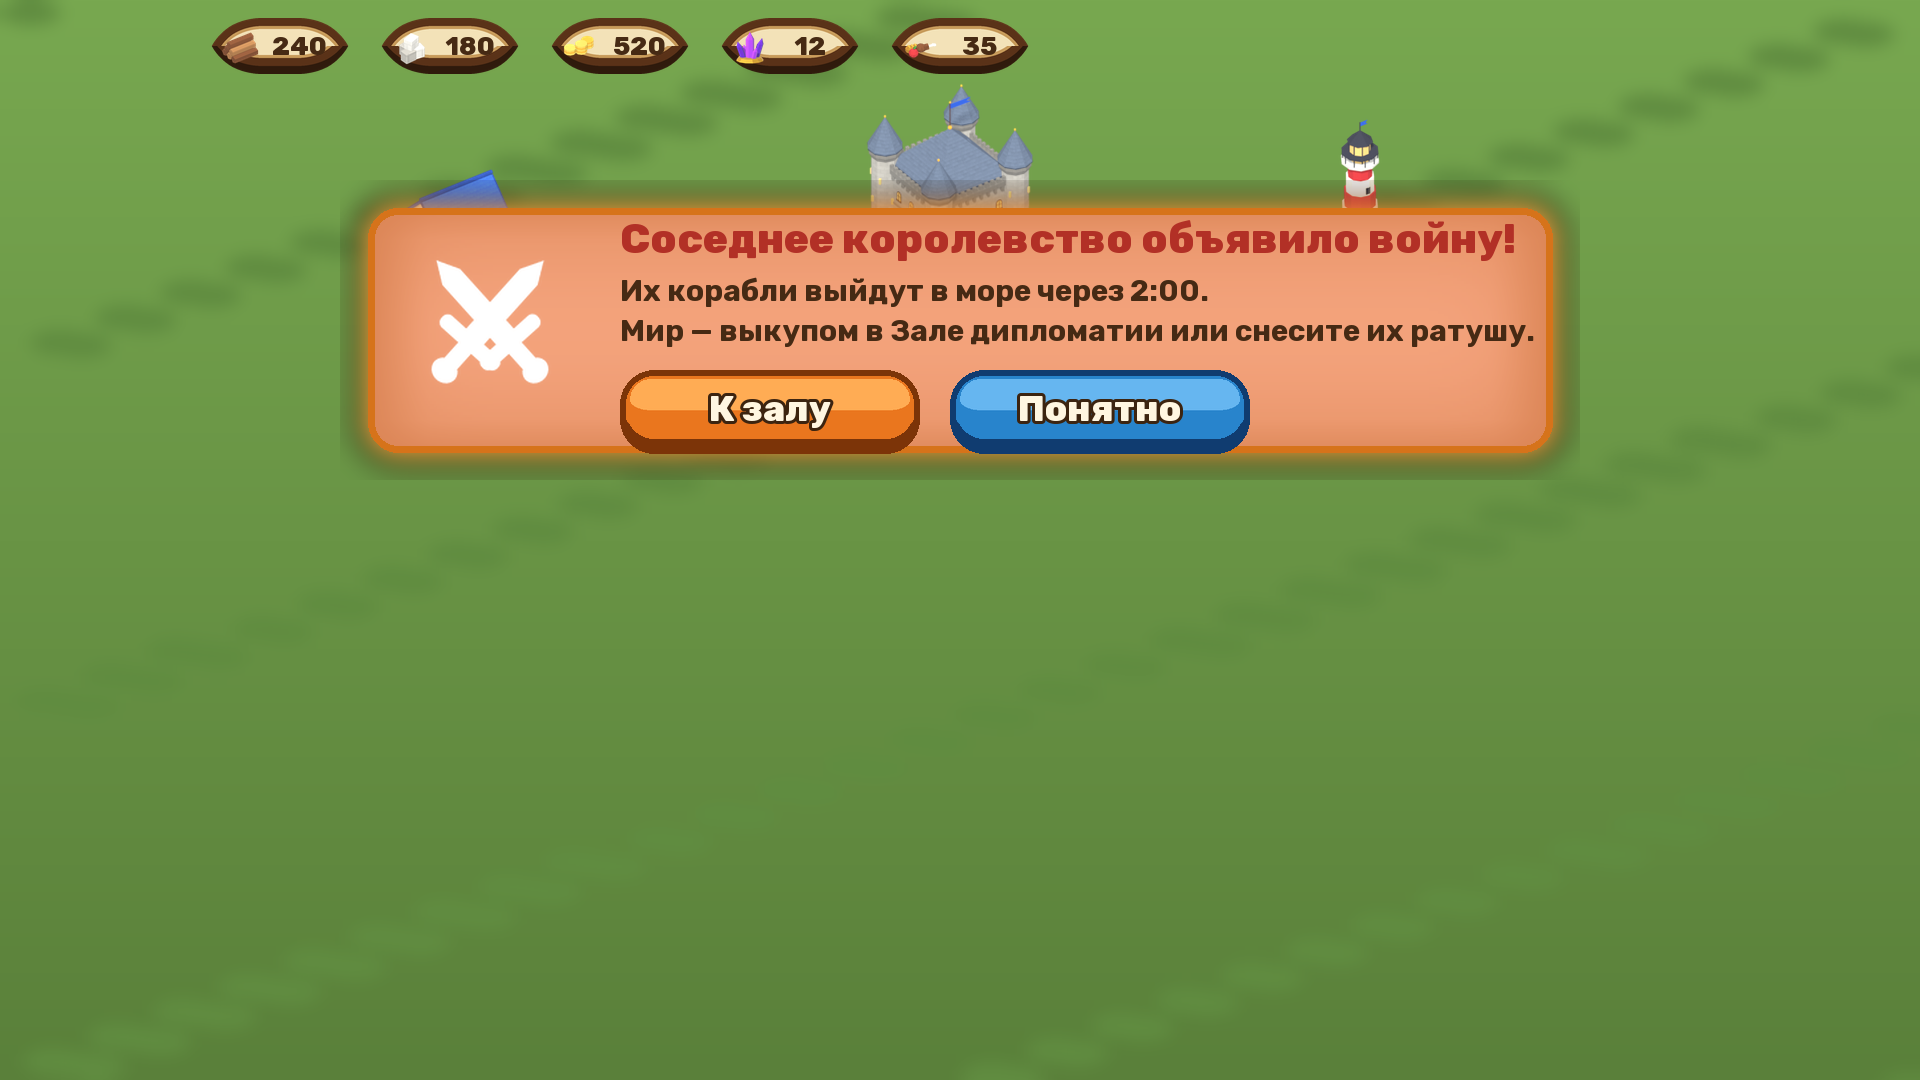 240 180 520 12 35
Соседнее королевство объявило войну!
Их корабли выйдут в море через 2:00.
Мир — выкупом в Зале дипломатии или снесите их ратушу.
К залу Понятно